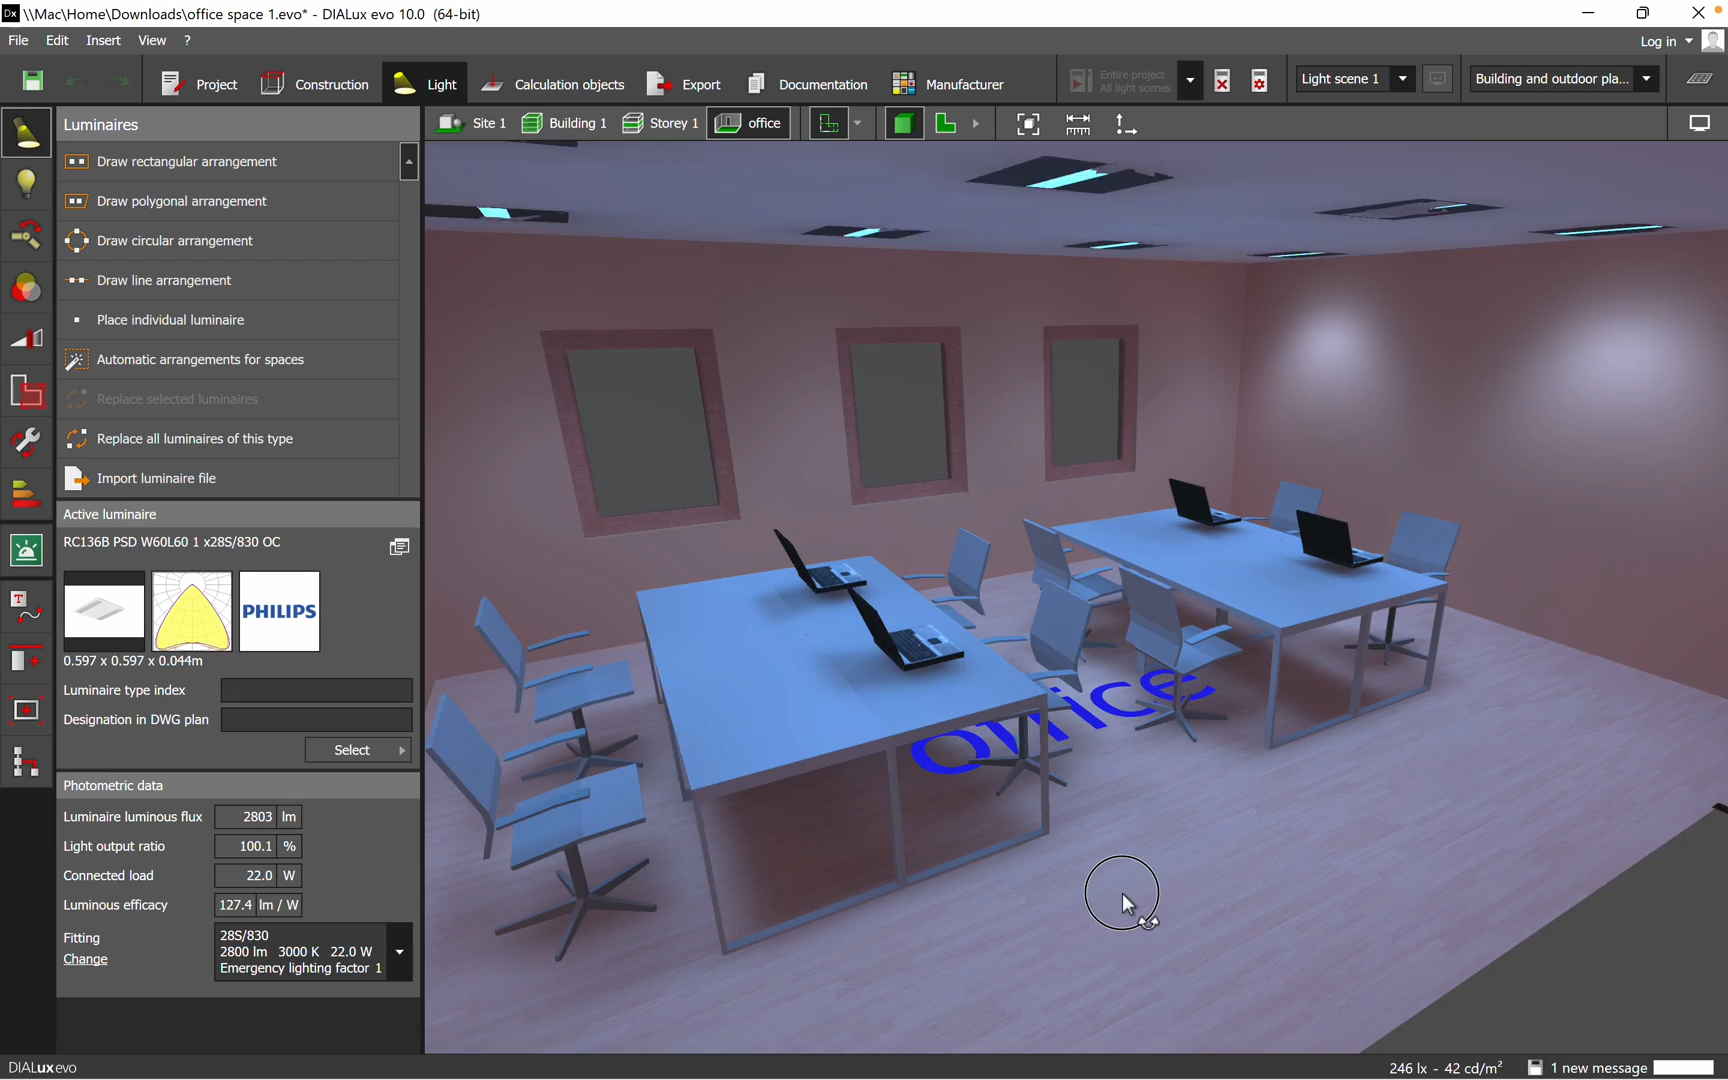 \\Mac\Home\Downloads\office space 1.evo* - DIALux evo 10.0 (64-bit)
File Edit Insert View ?
Log in
Project Construction Light Calculation objects Export Documentation Manufacturer
Entire project
All light scenes
Light scene 1
Building and outdoor pla...
Luminaires
Site 1 Building 1 Storey 1 office
Draw rectangular arrangement
Draw polygonal arrangement
Draw circular arrangement
Draw line arrangement
Place individual luminaire
Automatic arrangements for spaces
Replace selected luminaires
Replace all luminaires of this type
Import luminaire file
Active luminaire
RC136B PSD W60L60 1 x28S/830 OC
PHILIPS
0.597 x 0.597 x 0.044m
Luminaire type index
Designation in DWG plan
Select
Photometric data
Luminaire luminous flux 2803 lm
Light output ratio 100.1 %
Connected load 22.0 W
Luminous efficacy 127.4 lm / W
Fitting
Change
28S/830
2800 lm 3000 K 22.0 W
Emergency lighting factor 1
Office
DIALux evo
246 lx - 42 cd/m²
1 new message